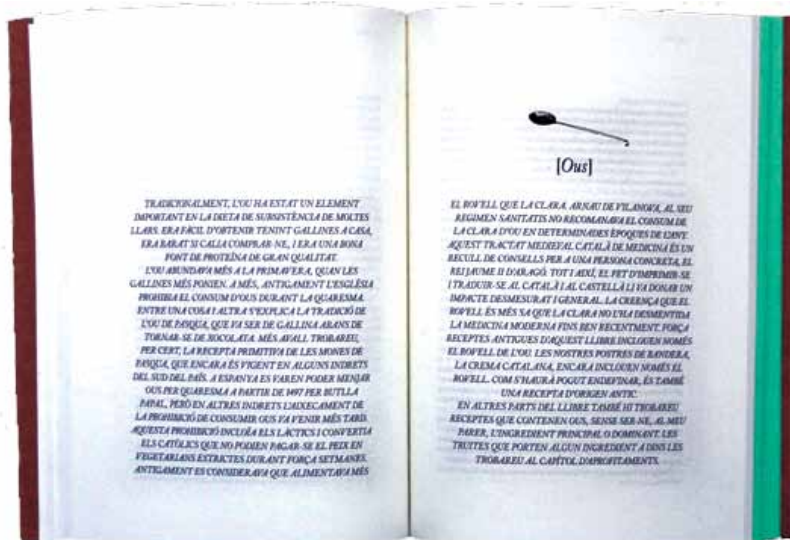 TRADICIONALMENT, L'OU HA ESTAT UN ELEMENT
IMPORTANT EN LA DIETA DE SUBSISTÈNCIA DE MOLTES
LLARS. ERA FÀCIL D'OBTENIR TENINT GALLINES A CASA,
ERA BARAT SI CALIA COMPRAR-NE, I ERA UNA BONA
FONT DE PROTEÏNA DE GRAN QUALITAT.
L'OU ABUNDAVA MÉS A LA PRIMAVERA, QUAN LES
GALLINES MÉS PONIEN. A MÉS, ANTIGAMENT L'ESGLÉSIA
PROHIBIA EL CONSUM D'OUS DURANT LA QUARESMA.
ENTRE UNA COSA I ALTRA S'EXPLICA LA TRADICIÓ DE
L'OU DE PASQUA, QUE VA SER DE GALLINA ABANS DE
TORNAR-SE DE XOCOLATA. MÉS AVALL TROBAREU,
PER CERT, LA RECEPTA PRIMITIVA DE LES MONES DE
PASQUA, QUE ENCARA ÉS VIGENT EN ALGUNS INDRETS
DEL SUD DEL PAÍS. A ESPANYA ES VAREN PODER MENJAR
OUS PER QUARESMA A PARTIR DE 1497 PER BUTLLA
PAPAL, PERÒ EN ALTRES INDRETS L'AIXECAMENT DE
LA PROHIBICIÓ DE CONSUMIR OUS VA VENIR MÉS TARD.
AQUESTA PROHIBICIÓ INCLOÏA ELS LÀCTICS I CONVERTIA
ELS CATÒLICS QUE NO PODIEN PAGAR-SE EL PEIX EN
VEGETARIANS ESTRICTES DURANT FORÇA SETMANES.
ANTIGAMENT ES CONSIDERAVA QUE ALIMENTAVA MÉS
[Ous]
EL ROVELL QUE LA CLARA. ARNAU DE VILANOVA, AL SEU
REGIMEN SANITATIS NO RECOMANAVA EL CONSUM DE
LA CLARA D'OU EN DETERMINADES ÈPOQUES DE L'ANY.
AQUEST TRACTAT MEDIEVAL CATALÀ DE MEDICINA ÉS UN
RECULL DE CONSELLS PER A UNA PERSONA CONCRETA, EL
REI JAUME II D'ARAGÓ. TOT I AIXÍ, EL FET D'IMPRIMIR-SE
I TRADUIR-SE AL CATALÀ I AL CASTELLÀ LI VA DONAR UN
IMPACTE DESMESURAT I GENERAL. LA CREENÇA QUE EL
ROVELL ÉS MÉS SA QUE LA CLARA NO L'HA DESMENTIDA
LA MEDICINA MODERNA FINS BEN RECENTMENT. FORÇA
RECEPTES ANTIGUES D'AQUEST LLIBRE INCLOUEN NOMÉS
EL ROVELL DE L'OU. LES NOSTRES POSTRES DE BANDERA,
LA CREMA CATALANA, ENCARA INCLOUEN NOMÉS EL
ROVELL. COM S'HAURÀ POGUT ENDEVINAR, ÉS TAMBÉ
UNA RECEPTA D'ORIGEN ANTIC.
EN ALTRES PARTS DEL LLIBRE TAMBÉ HI TROBAREU
RECEPTES QUE CONTENEN OUS, SENSE SER-NE, AL MEU
PARER, L'INGREDIENT PRINCIPAL O DOMINANT. LES
TRUITES QUE PORTEN ALGUN INGREDIENT A DINS LES
TROBAREU AL CAPÍTOL D'APROFITAMENTS.